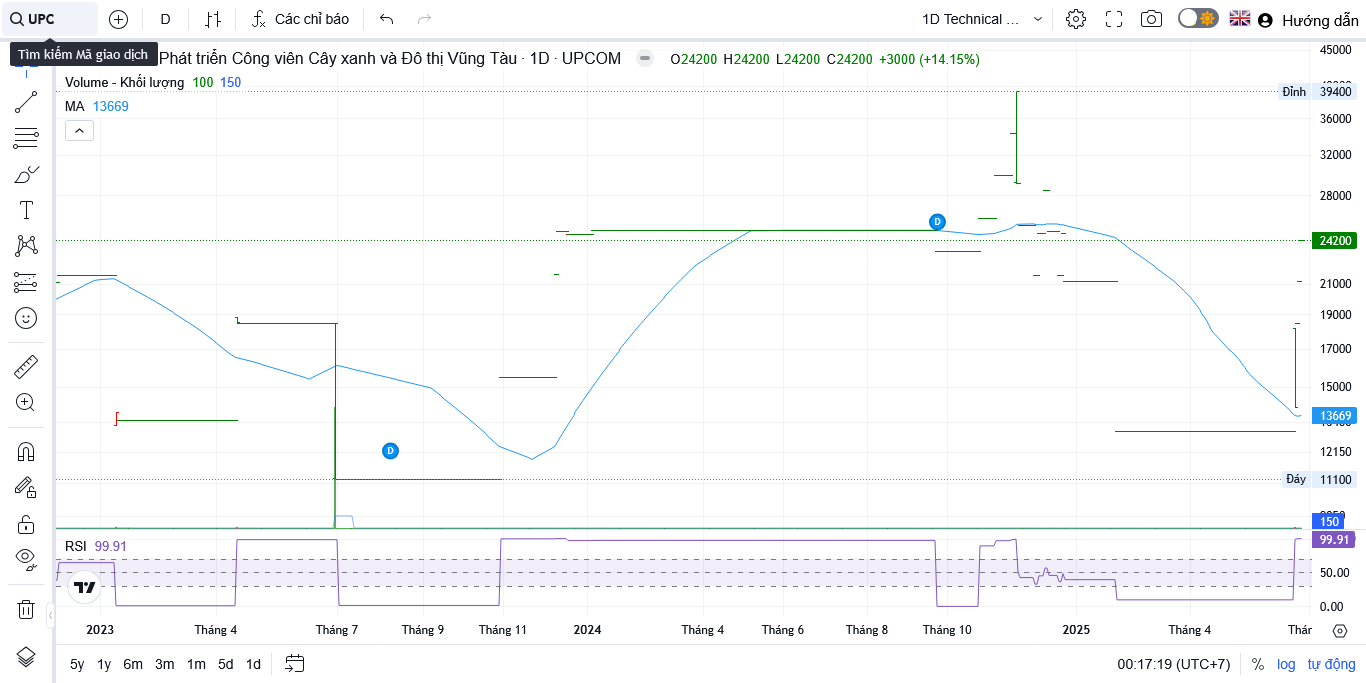 UPC
D
Các chỉ báo
1D Technical ...
Hướng dẫn
Tìm kiếm Mã giao dịch
Phát triển Công viên Cây xanh và Đô thị Vũng Tàu · 1D · UPCOM O24200 H24200 L24200 C24200 +3000 (+14.15%)
Volume - Khối lượng 100 150
MA 13669
45000
Đỉnh 39400
36000
32000
28000
D
24200
21000
19000
17000
15000
13669
D
12150
Đáy 11100
150
RSI 99.91
99.91
50.00
0.00
2023 Tháng 4 Tháng 7 Tháng 9 Tháng 11 2024 Tháng 4 Tháng 6 Tháng 8 Tháng 10 2025 Tháng 4 Thár
5y 1y 6m 3m 1m 5d 1d
00:17:19 (UTC+7) % log tự động